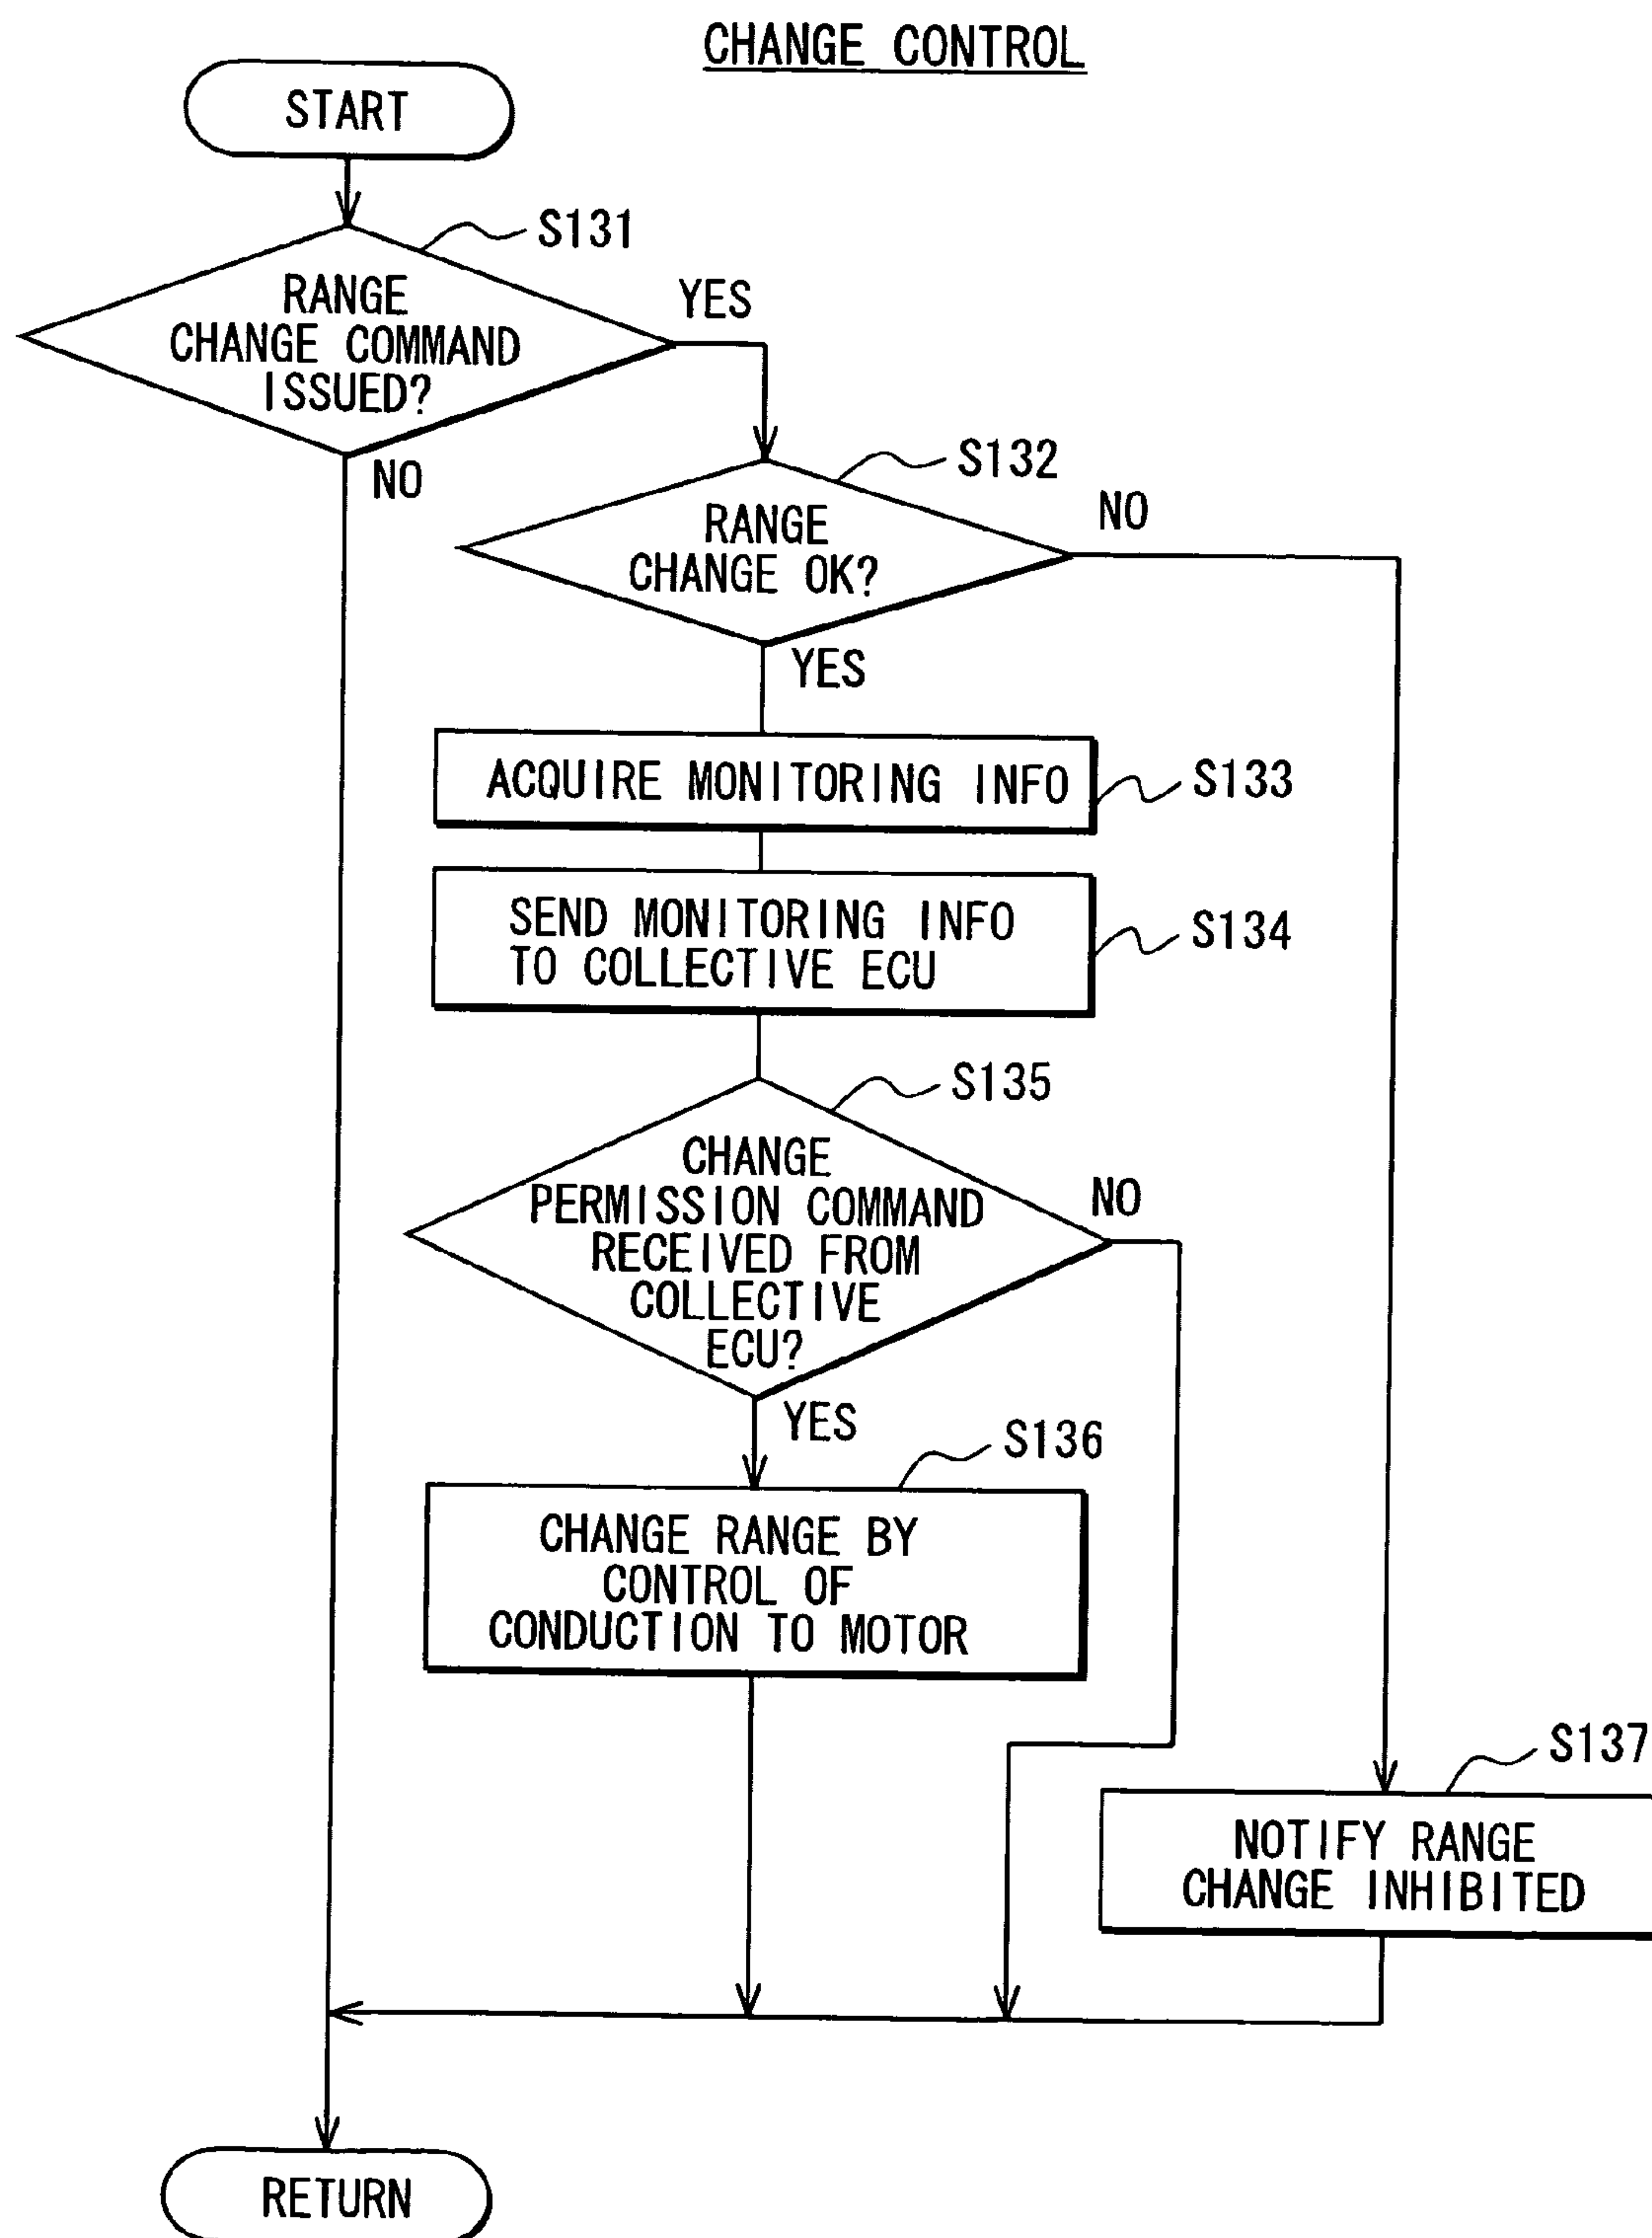 CHANGE CONTROL
START
S131
RANGE
CHANGE COMMAND
ISSUED?
YES
NO
S132
RANGE
CHANGE OK?
NO
YES
ACQUIRE MONITORING INFO
S133
SEND MONITORING INFO
TO COLLECTIVE ECU
S134
S135
CHANGE
PERMISSION COMMAND
RECEIVED FROM
COLLECTIVE
ECU?
NO
YES
S136
CHANGE RANGE BY
CONTROL OF
CONDUCTION TO MOTOR
S137
NOTIFY RANGE
CHANGE INHIBITED
RETURN